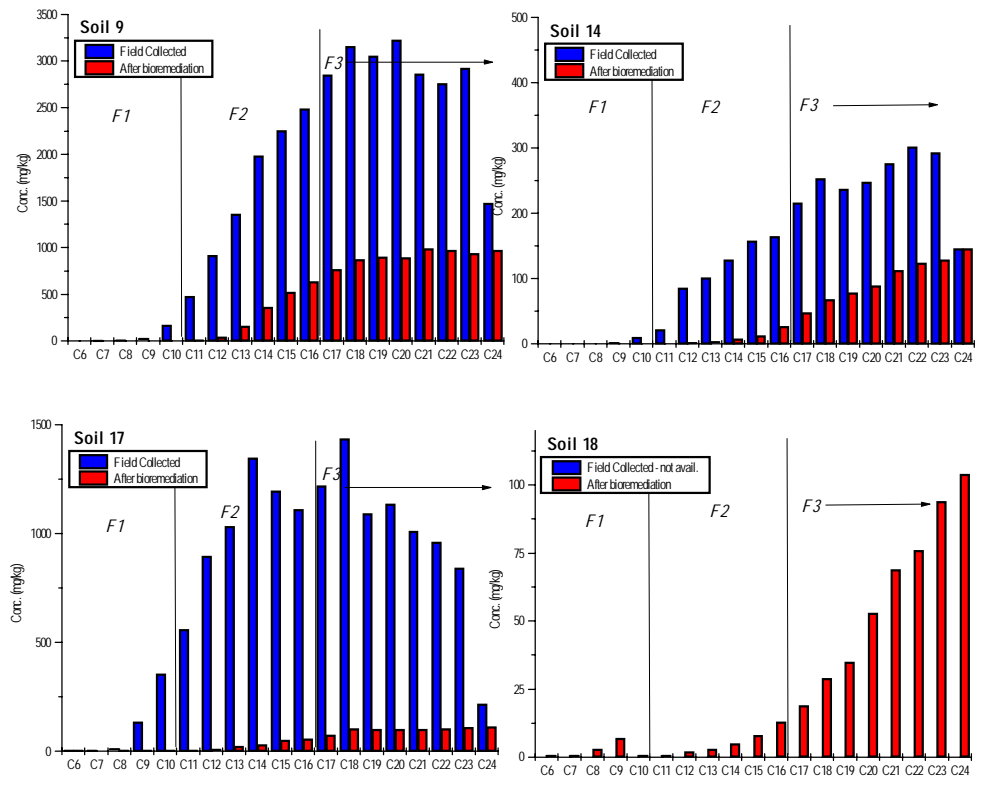 Soil 9
Field Collected
After bioremediation
F1
F2
F3
3500
3000
2500
2000
1500
1000
500
0
Conc. (mg/kg)
C6 C7 C8 C9 C10 C11 C12 C13 C14 C15 C16 C17 C18 C19 C20 C21 C22 C23 C24
Soil 14
Field Collected
After bioremediation
F1
F2
F3
500
400
300
200
100
0
Conc. (mg/kg)
C6 C7 C8 C9 C10 C11 C12 C13 C14 C15 C16 C17 C18 C19 C20 C21 C22 C23 C24
Soil 17
Field Collected
After bioremediation
F1
F2
F3
1500
1000
500
0
Conc. (mg/kg)
C6 C7 C8 C9 C10 C11 C12 C13 C14 C15 C16 C17 C18 C19 C20 C21 C22 C23 C24
Soil 18
Field Collected - not avail.
After bioremediation
F1
F2
F3
100
75
50
25
0
Conc. (mg/kg)
C6 C7 C8 C9 C10 C11 C12 C13 C14 C15 C16 C17 C18 C19 C20 C21 C22 C23 C24